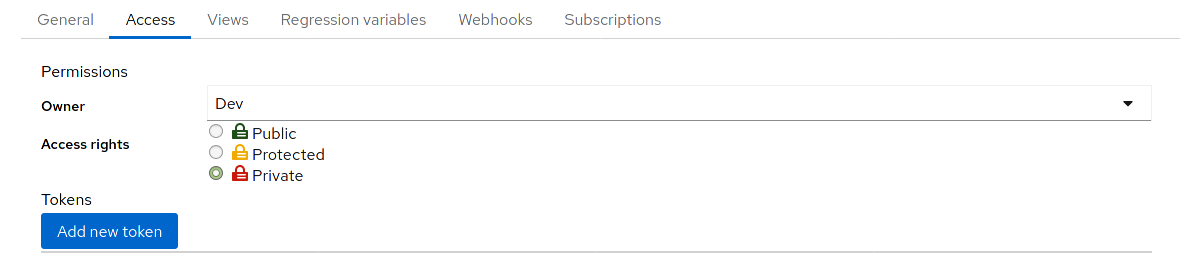 General Access Views Regression variables Webhooks Subscriptions
Permissions
Owner Dev
Access rights
Public
Protected
Private
Tokens
Add new token